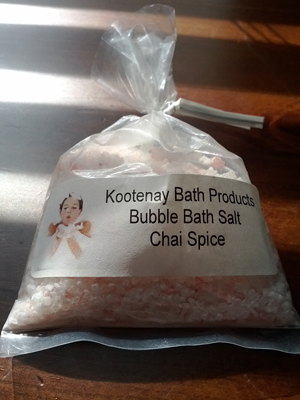 Kootenay Bath Products
Bubble Bath Salt
Chai Spice